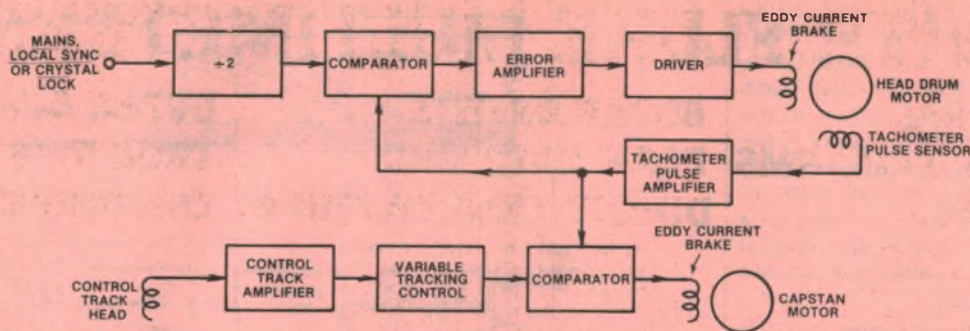 EDDY CURRENT
BRAKE
MAINS,
LOCAL SYNC
OR CRYSTAL
LOCK
÷2
COMPARATOR
ERROR
AMPLIFIER
DRIVER
HEAD DRUM
MOTOR
TACHOMETER
PULSE SENSOR
TACHOMETER
PULSE
AMPLIFIER
EDDY CURRENT
BRAKE
CONTROL
TRACK
HEAD
CONTROL
TRACK
AMPLIFIER
VARIABLE
TRACKING
CONTROL
COMPARATOR
CAPSTAN
MOTOR